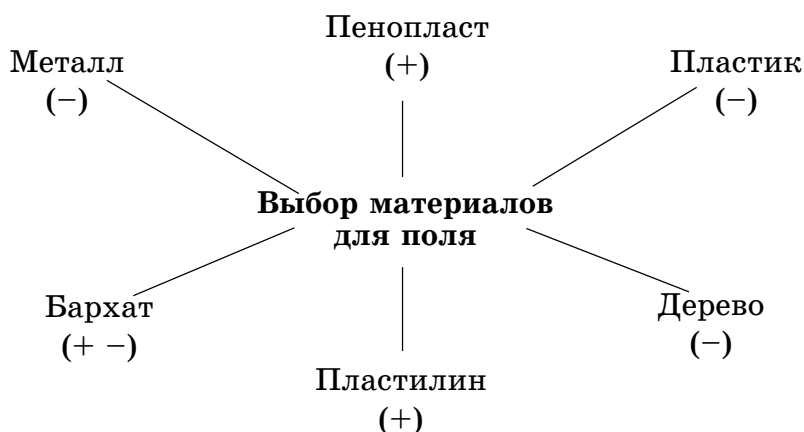 Пенопласт
(+)
Металл
(−)
Пластик
(−)
Выбор материалов
для поля
Бархат
(+ −)
Дерево
(−)
Пластилин
(+)